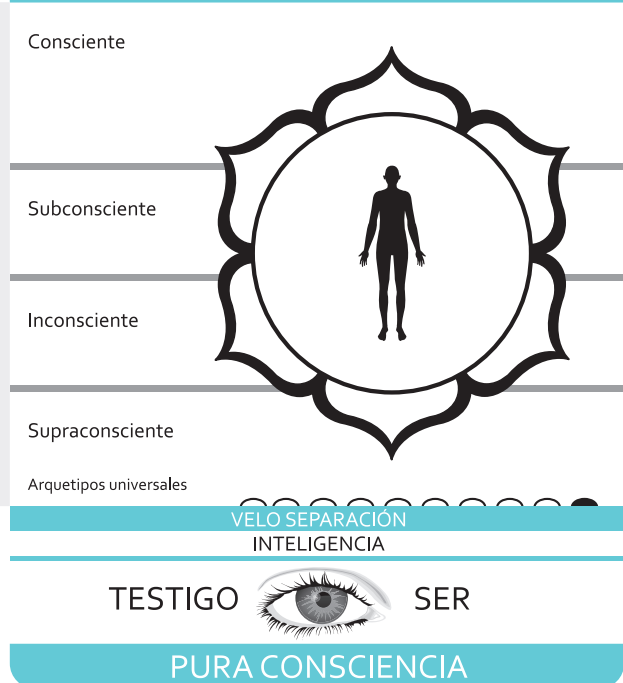 Consciente
Subconsciente
Inconsciente
Supraconsciente
Arquetipos universales
VELO SEPARACIÓN
INTELIGENCIA
TESTIGO SER
PURA CONSCIENCIA